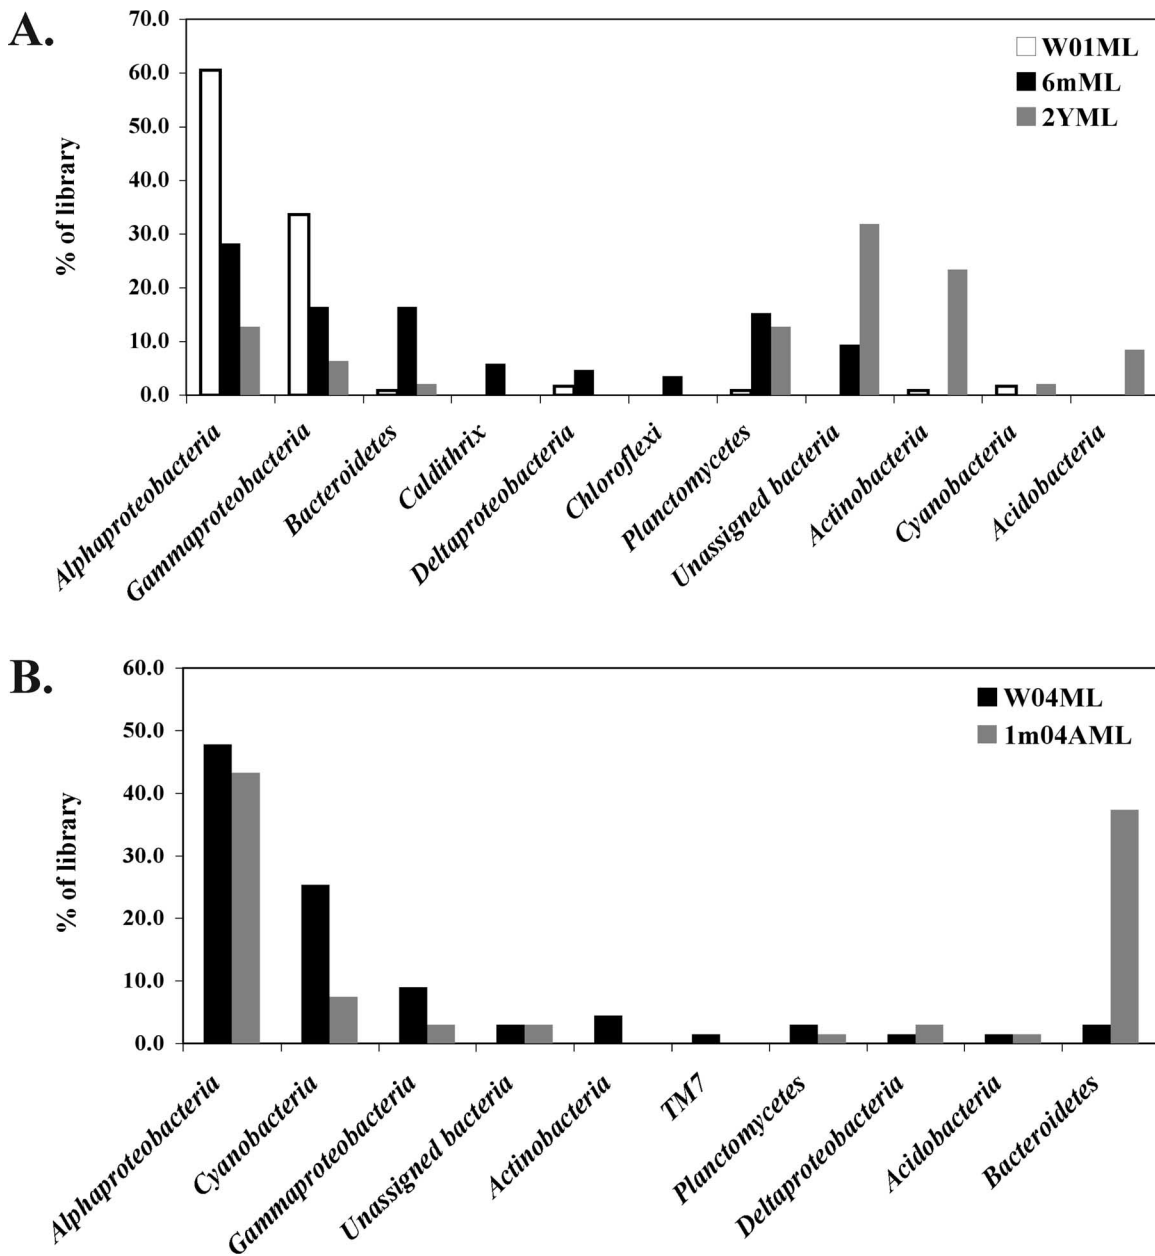 A.
70.0
60.0
50.0
40.0
30.0
20.0
10.0
0.0
% of library
W01ML
6mML
2YML
Alphaproteobacteria
Gammaproteobacteria
Bacteroidetes
Caldithrix
Deltaproteobacteria
Chloroflexi
Planctomycetes
Unassigned bacteria
Actinobacteria
Cyanobacteria
Acidobacteria
B.
60.0
50.0
40.0
30.0
20.0
10.0
0.0
% of library
W04ML
1m04AML
Alphaproteobacteria
Cyanobacteria
Gammaproteobacteria
Unassigned bacteria
Actinobacteria
TM7
Planctomycetes
Deltaproteobacteria
Acidobacteria
Bacteroidetes